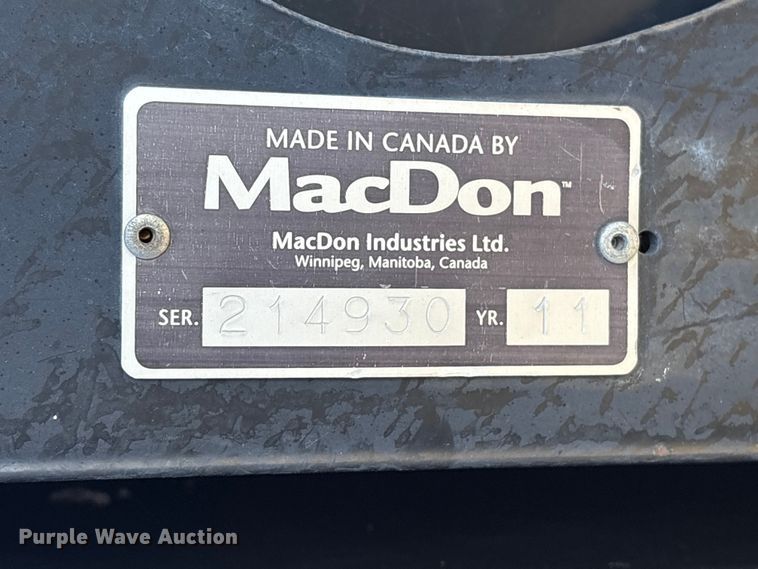 MADE IN CANADA BY
MacDon™
MacDon Industries Ltd.
Winnipeg, Manitoba, Canada
SER. 214930 YR. 11
Purple Wave Auction